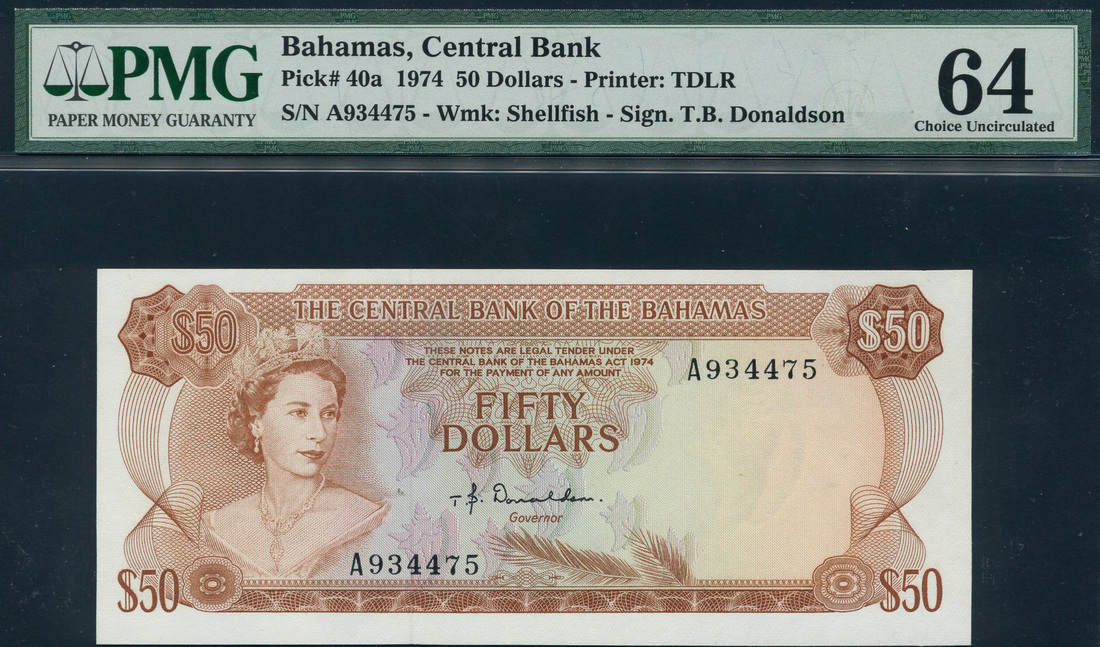 PMG
PAPER MONEY GUARANTY
Bahamas, Central Bank
Pick# 40a 1974 50 Dollars - Printer: TDLR
S/N A934475 - Wmk: Shellfish - Sign. T.B. Donaldson
64
Choice Uncirculated
THE CENTRAL BANK OF THE BAHAMAS
$50
$50
THESE NOTES ARE LEGAL TENDER UNDER
THE CENTRAL BANK OF THE BAHAMAS ACT 1974
FOR THE PAYMENT OF ANY AMOUNT
A934475
FIFTY
DOLLARS
T B. Donaldson.
Governor
A934475
$50
$50